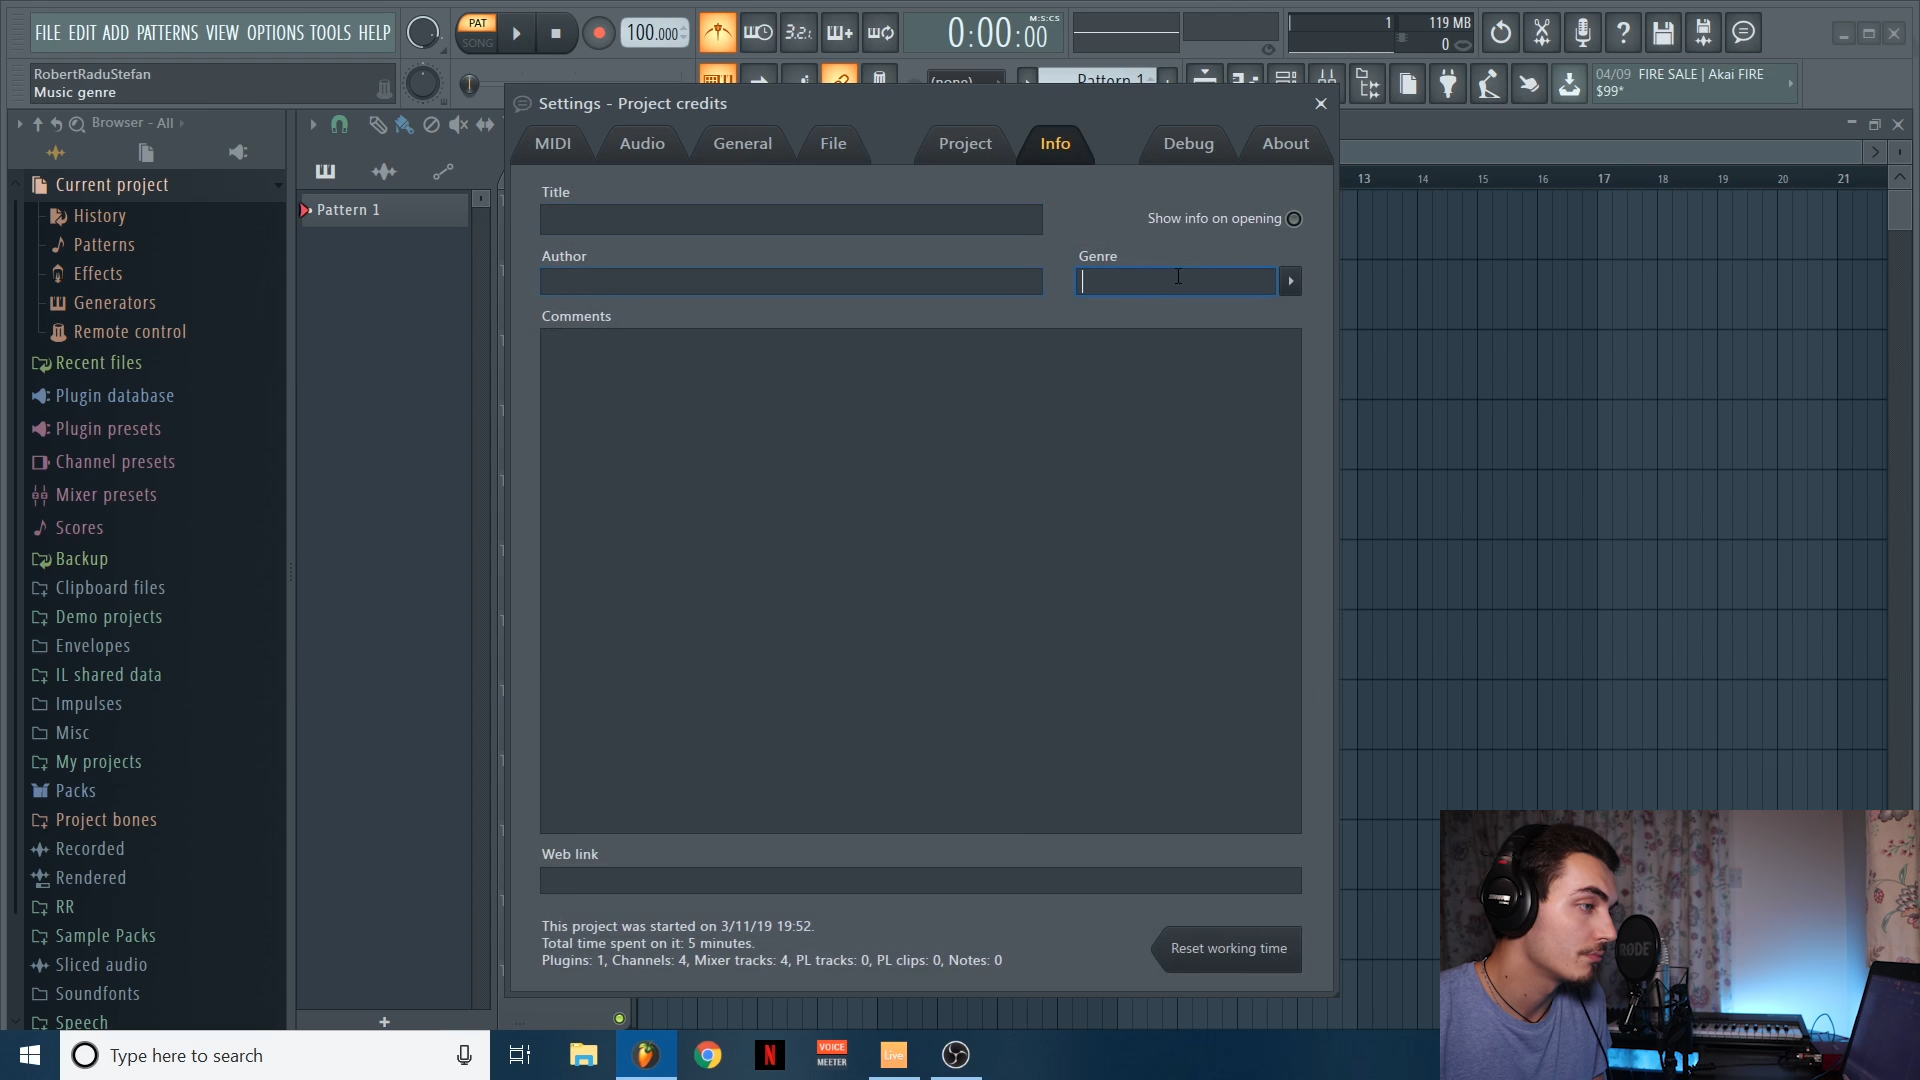 FILE EDIT ADD PATTERNS VIEW OPTIONS TOOLS HELP
PAT
SONG
100.000
3.2
M:S:CS
0:00:00
1
119 MB
0
RobertRaduStefan
Music genre
(none)
Pattern 1
04/09 FIRE SALE | Akai FIRE
$99*
Browser - All
Current project
History
Patterns
Effects
Generators
Remote control
Recent files
Plugin database
Plugin presets
Channel presets
Mixer presets
Scores
Backup
Clipboard files
Demo projects
Envelopes
IL shared data
Impulses
Misc
My projects
Packs
Project bones
Recorded
Rendered
RR
Sample Packs
Sliced audio
Soundfonts
Speech
Pattern 1
Settings - Project credits
MIDI
Audio
General
File
Project
Info
Debug
About
Title
Show info on opening
Author
Genre
Comments
Web link
This project was started on 3/11/19 19:52.
Total time spent on it: 5 minutes.
Plugins: 1, Channels: 4, Mixer tracks: 4, PL tracks: 0, PL clips: 0, Notes: 0
Reset working time
13 14 15 16 17 18 19 20 21
RODE
Type here to search
N
VOICE
MEETER
Live